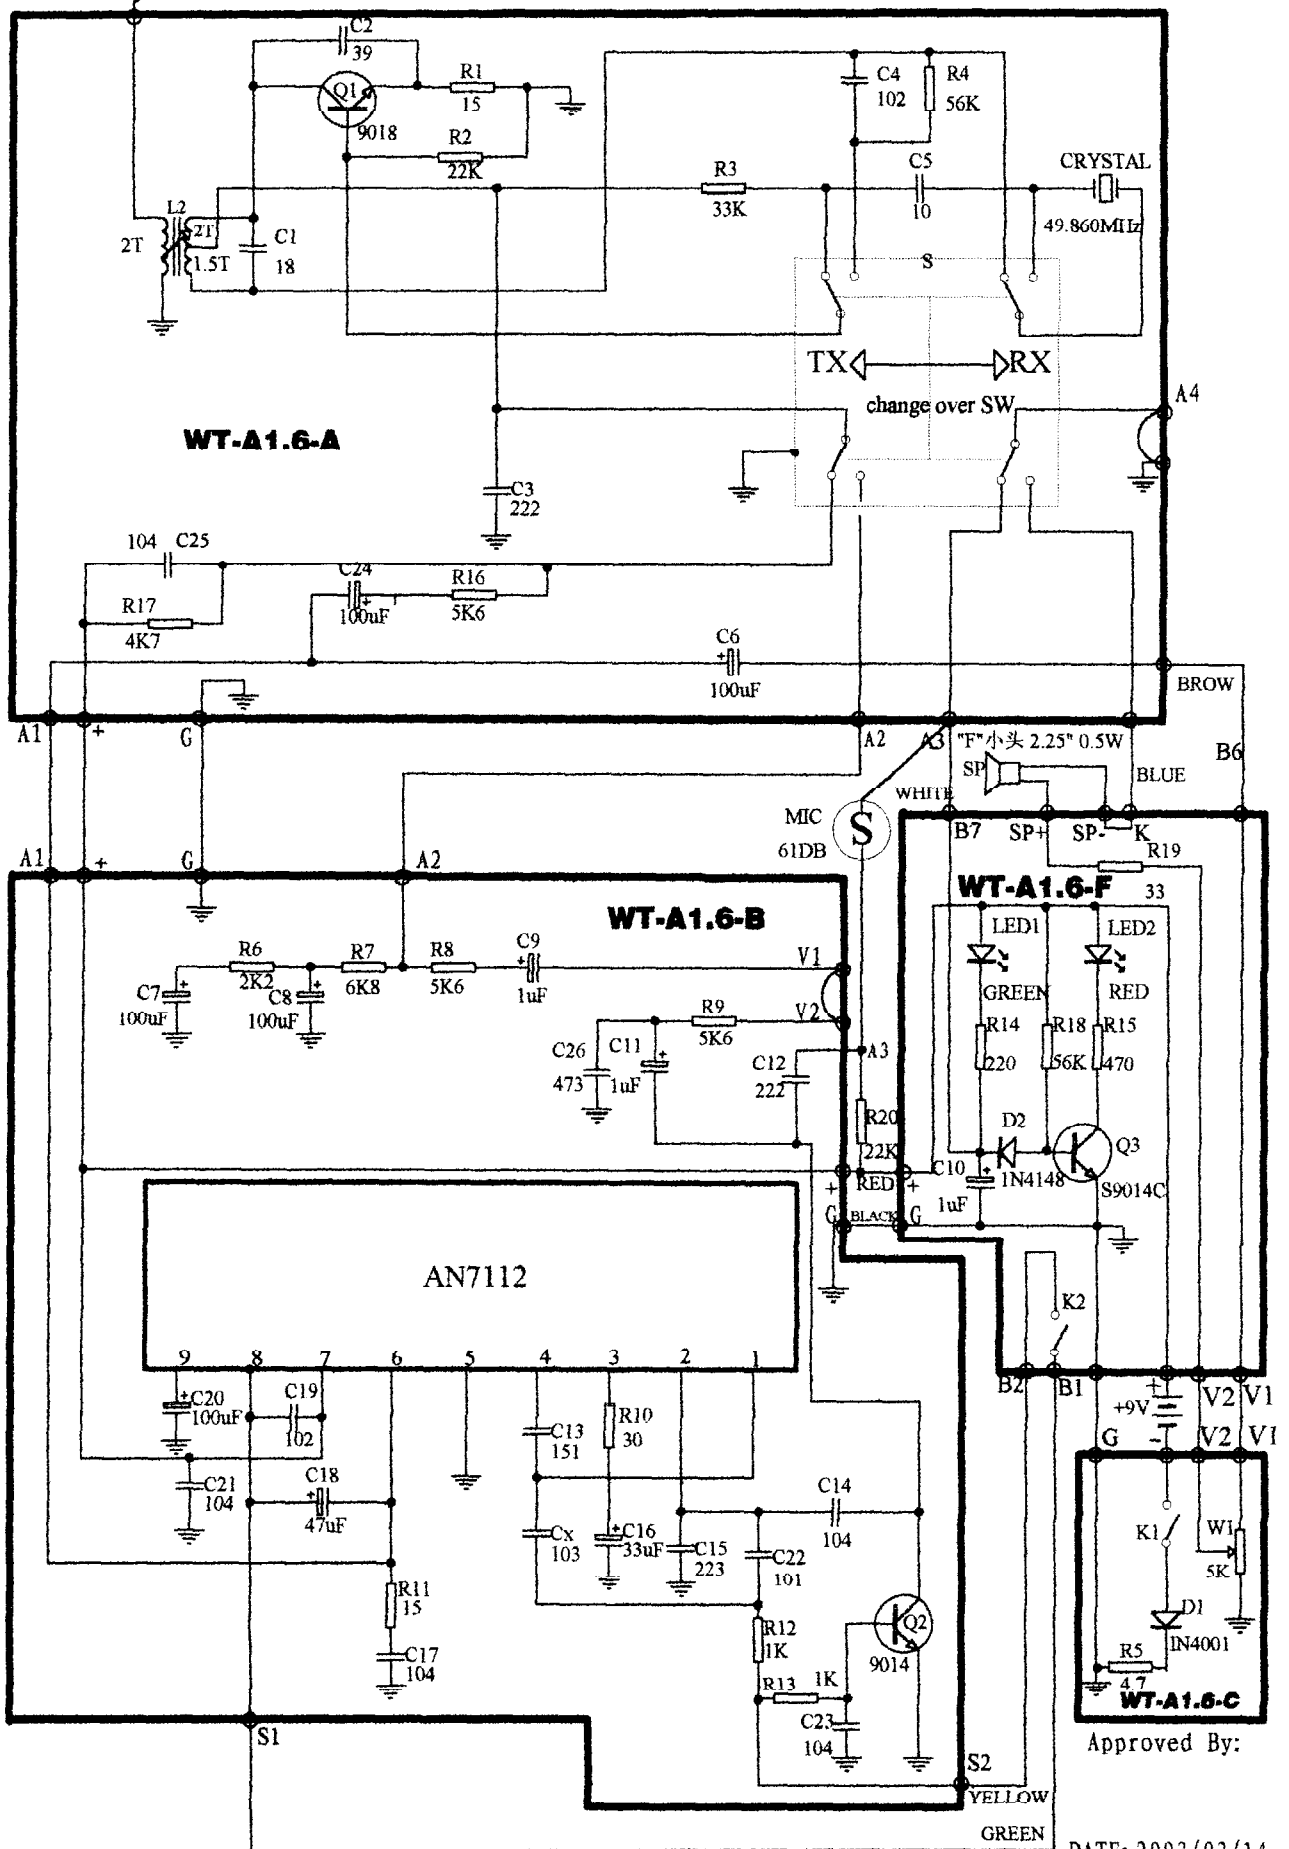 C2
39
Q1
9018
R1
15
R2
22K
C4
102
R4
56K
R3
33K
C5
10
CRYSTAL
49.860MHz
L2
2T
2T
1.5T
C1
18
S
TX
RX
change over SW
A4
WT-A1.6-A
C3
222
104 C25
R17
4K7
C24
+
100uF
R16
5K6
C6
+
100uF
BROW
A1
+
G
A2
A3
"F"小头 2.25" 0.5W
B6
SP
BLUE
WHITE
MIC
S
61DB
B7 SP+ SP- K
R19
33
A1
+
G
A2
WT-A1.6-B
WT-A1.6-F
R6
2K2
R7
6K8
R8
5K6
C9
+
1uF
V1
C7
+
100uF
C8
+
100uF
V2
R9
5K6
C26
473
C11
+
1uF
C12
222
A3
R20
22K
LED1
GREEN
LED2
RED
R14
220
R18
56K
R15
470
D2
1N4148
Q3
S9014C
C10
+
1uF
RED
+
+
G
BLACK
G
AN7112
9 8 7 6 5 4 3 2 1
K2
B2 B1
+
+9V
-
V2 V1
G
V2 V1
C20
+
100uF
C19
102
C21
104
C18
+
47uF
R11
15
C17
104
C13
151
R10
30
Cx
103
C16
+
33uF
C15
223
C22
101
C14
104
R12
1K
R13
1K
C23
104
Q2
9014
K1
W1
5K
D1
IN4001
R5
4.7
WT-A1.6-C
Approved By:
S1
S2
YELLOW
GREEN